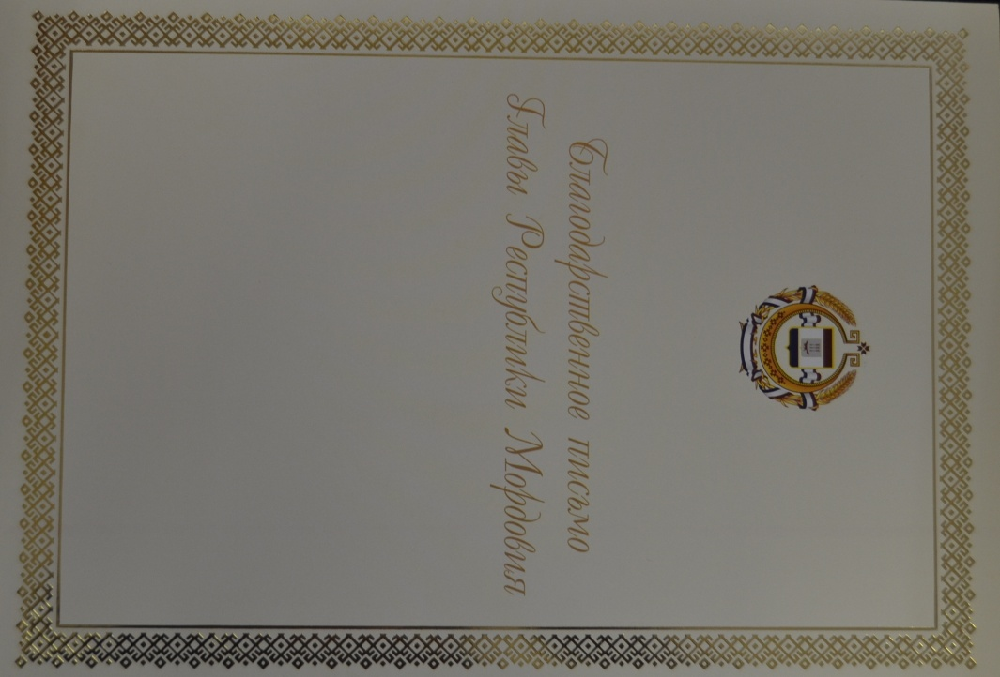 Благодарственное письмо
Главы Республики Мордовия